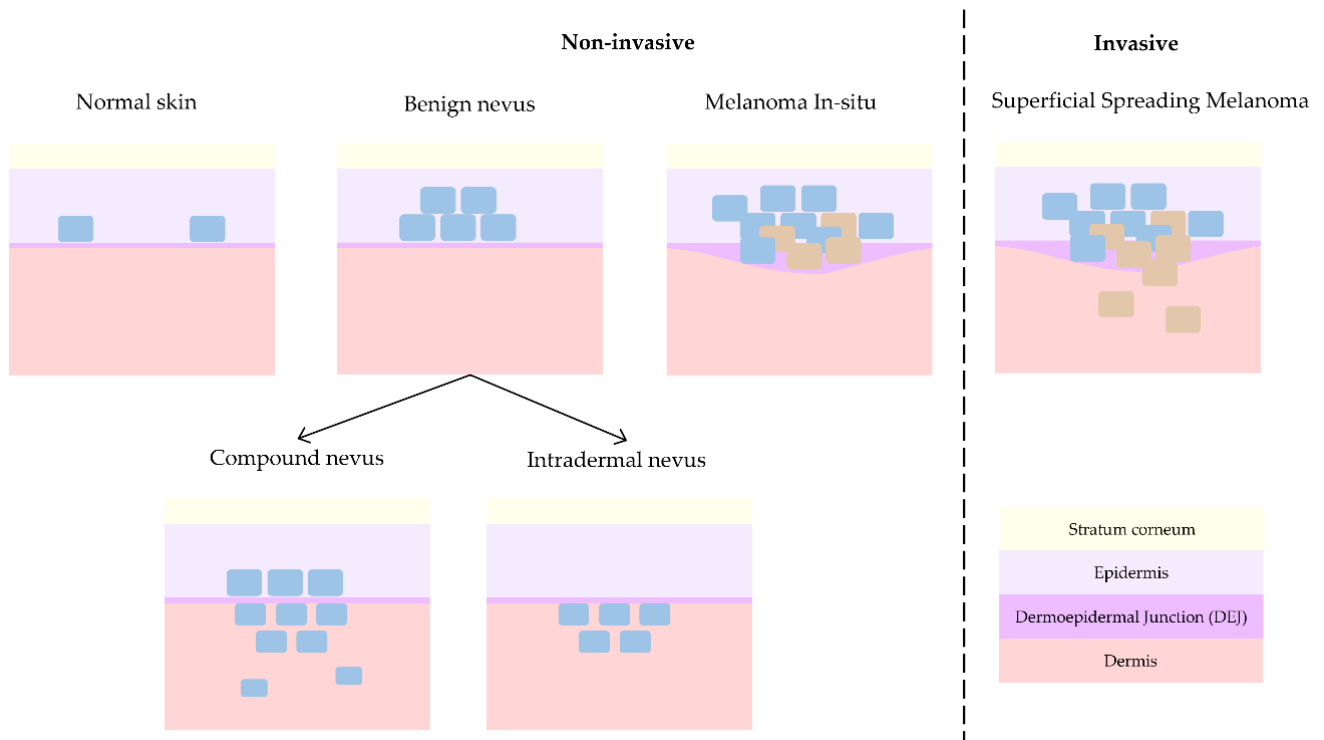 Non-invasive
Invasive
Normal skin
Benign nevus
Melanoma In-situ
Superficial Spreading Melanoma
Compound nevus
Intradermal nevus
Stratum corneum
Epidermis
Dermoepidermal Junction (DEJ)
Dermis